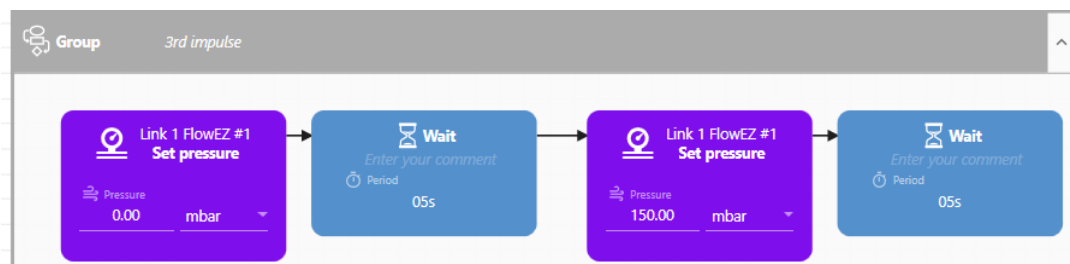 Group 3rd impulse
Link 1 FlowEZ #1
Set pressure
Pressure
0.00 mbar
Wait
Enter your comment
Period
05s
Link 1 FlowEZ #1
Set pressure
Pressure
150.00 mbar
Wait
Enter your comment
Period
05s